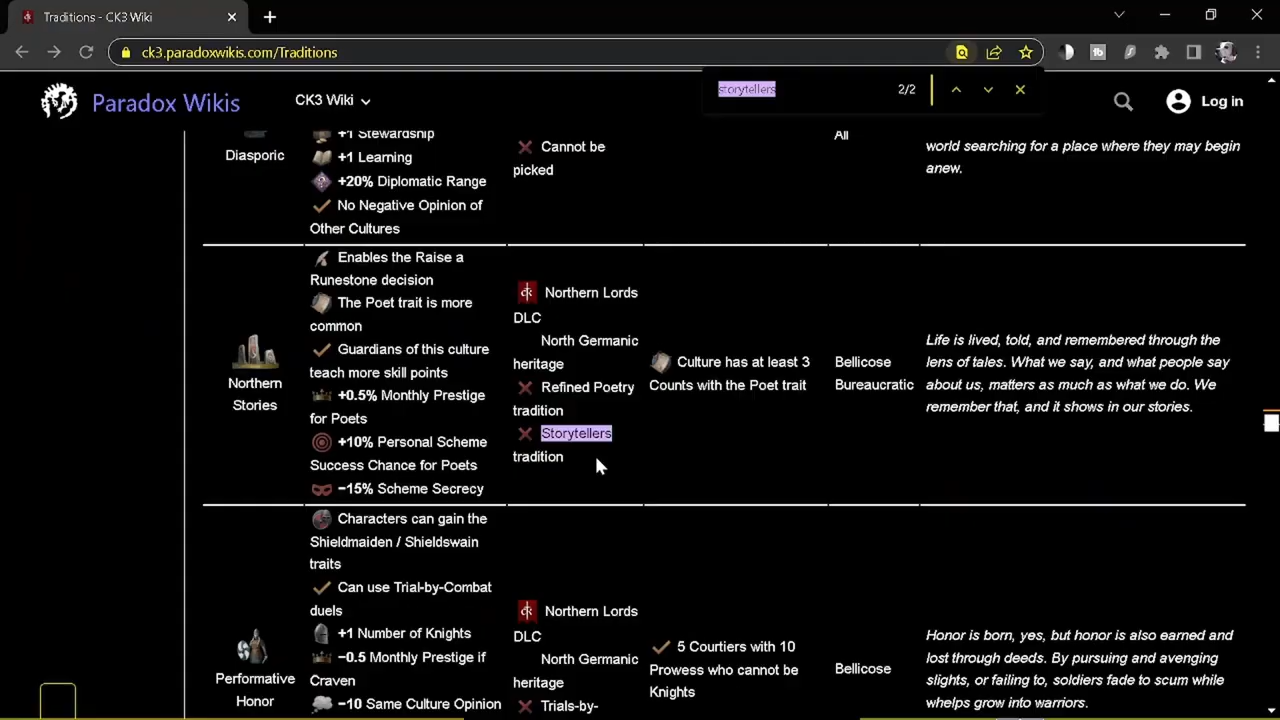 Traditions - CK3 Wiki
ck3.paradoxwikis.com/Traditions
Paradox Wikis
CK3 Wiki
storytellers
2/2
Log in
Diasporic
+1 Stewardship
+1 Learning
+20% Diplomatic Range
No Negative Opinion of
Other Cultures
Cannot be
picked
All
world searching for a place where they may begin
anew.
Northern
Stories
Enables the Raise a
Runestone decision
The Poet trait is more
common
Guardians of this culture
teach more skill points
+0.5% Monthly Prestige
for Poets
+10% Personal Scheme
Success Chance for Poets
−15% Scheme Secrecy
Northern Lords
DLC
North Germanic
heritage
Refined Poetry
tradition
Storytellers
tradition
Culture has at least 3
Counts with the Poet trait
Bellicose
Bureaucratic
Life is lived, told, and remembered through the
lens of tales. What we say, and what people say
about us, matters as much as what we do. We
remember that, and it shows in our stories.
Performative
Honor
Characters can gain the
Shieldmaiden / Shieldswain
traits
Can use Trial-by-Combat
duels
+1 Number of Knights
−0.5 Monthly Prestige if
Craven
−10 Same Culture Opinion
Northern Lords
DLC
North Germanic
heritage
Trials-by-
5 Courtiers with 10
Prowess who cannot be
Knights
Bellicose
Honor is born, yes, but honor is also earned and
lost through deeds. By pursuing and avenging
slights, or failing to, soldiers fade to scum while
whelps grow into warriors.